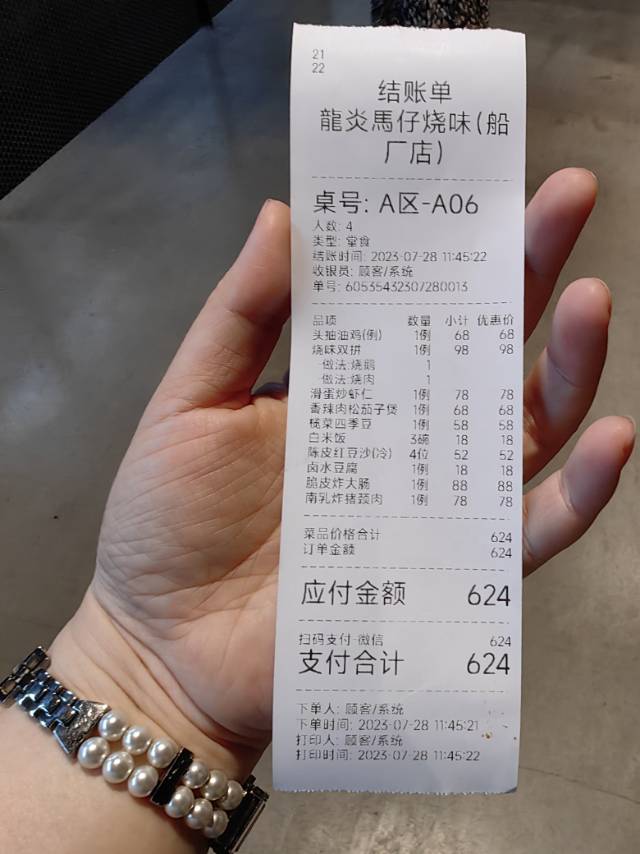 21
22
结账单
龍炎馬仔烧味(船
厂店)
桌号: A区-A06
人数: 4
类型: 堂食
结账时间: 2023-07-28 11:45:22
收银员: 顾客/系统
单号: 60535432307280013
品项 数量 小计 优惠价
头抽油鸡(例) 1例 68 68
烧味双拼 1例 98 98
做法:烧鹅 1
做法:烧肉 1
滑蛋炒虾仁 1例 78 78
香辣肉松茄子煲 1例 68 68
榄菜四季豆 1例 58 58
白米饭 3碗 18 18
陈皮红豆沙(冷) 4位 52 52
卤水豆腐 1例 18 18
脆皮炸大肠 1例 88 88
南乳炸猪颈肉 1例 78 78
菜品价格合计 624
订单金额 624
应付金额 624
扫码支付-微信 624
支付合计 624
下单人: 顾客/系统
下单时间: 2023-07-28 11:45:21
打印人: 顾客/系统
打印时间: 2023-07-28 11:45:22